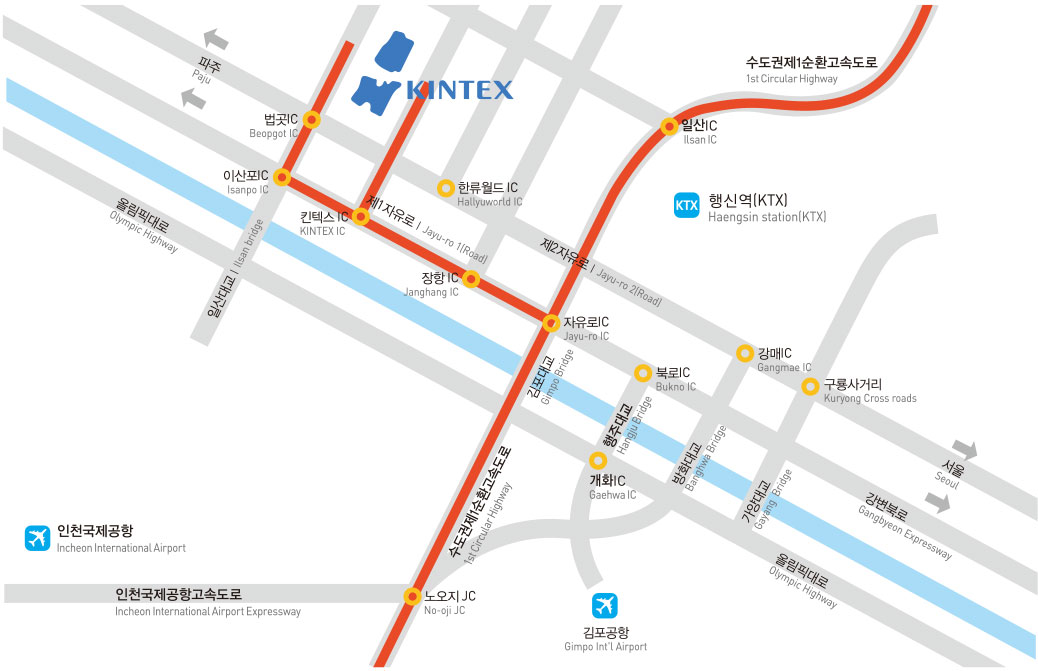 파주
Paju
KINTEX
수도권제1순환고속도로
1st Circular Highway
법곳IC
Beopgot IC
일산IC
Ilsan IC
이산포IC
Isanpo IC
한류월드 IC
Hallyuworld IC
KTX
행신역(KTX)
Haengsin station(KTX)
올림픽대로
Olympic Highway
킨텍스 IC
KINTEX IC
제1자유로 | Jayu-ro 1(Road)
제2자유로 | Jayu-ro 2(Road)
일산대교 | Ilsan bridge
장항 IC
Janghang IC
자유로IC
Jayu-ro IC
김포대교
Gimpo Bridge
북로IC
Bukno IC
강매IC
Gangmae IC
구룡사거리
Kuryong Cross roads
행주대교
Hangju Bridge
방화대교
Banghwa Bridge
개화IC
Gaehwa IC
가양대교
Gayang Bridge
서울
Seoul
강변북로
Gangbyeon Expressway
수도권제1순환고속도로
1st Circular Highway
인천국제공항
Incheon International Airport
올림픽대로
Olympic Highway
인천국제공항고속도로
Incheon International Airport Expressway
노오지 JC
No-oji JC
김포공항
Gimpo Int'l Airport